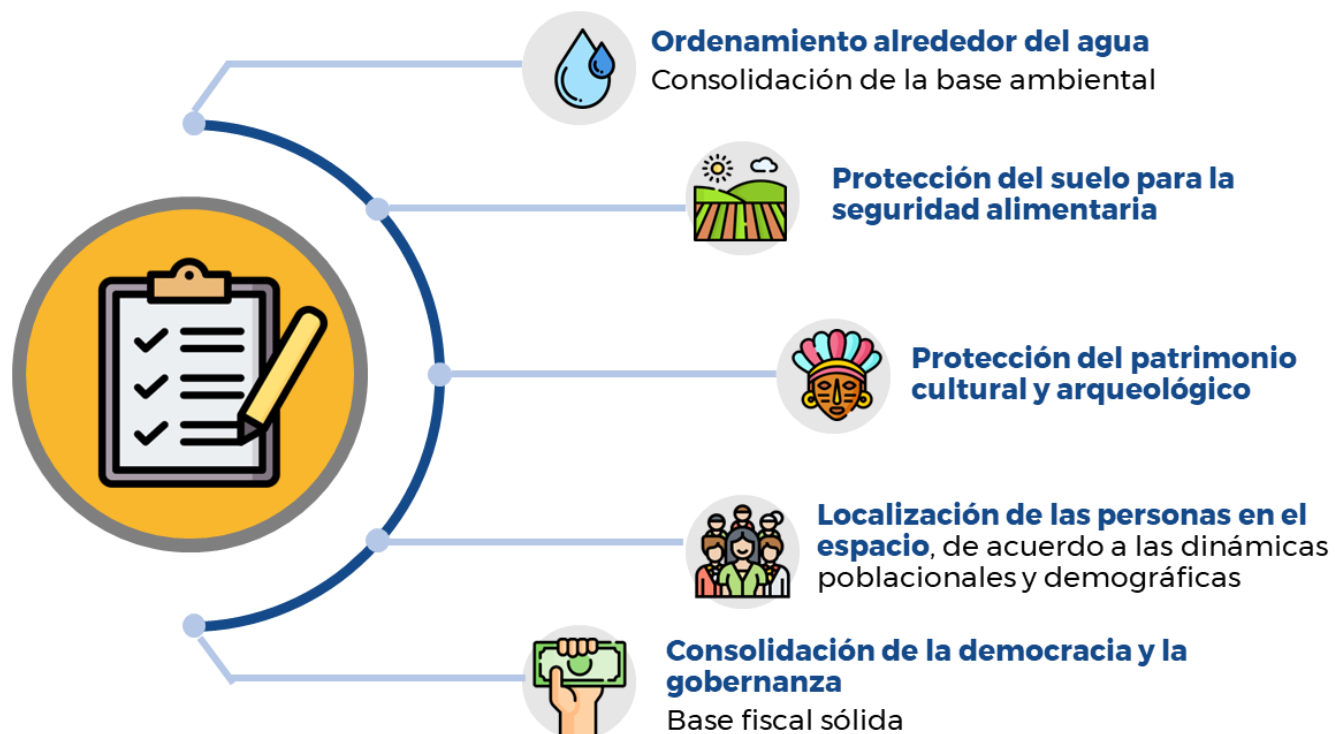 Ordenamiento alrededor del agua
Consolidación de la base ambiental
Protección del suelo para la
seguridad alimentaria
Protección del patrimonio
cultural y arqueológico
Localización de las personas en el
espacio, de acuerdo a las dinámicas
poblacionales y demográficas
Consolidación de la democracia y la
gobernanza
Base fiscal sólida